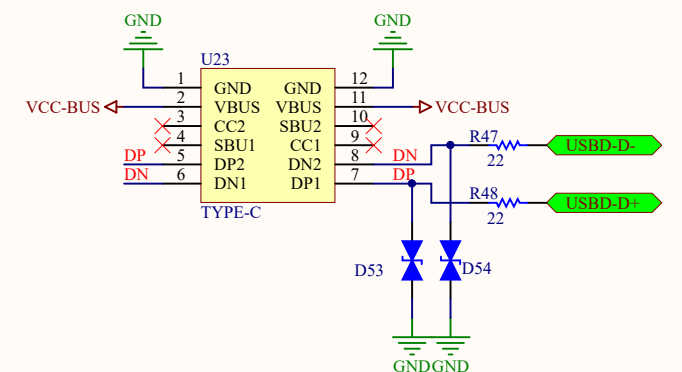 GND GND
U23
1 GND GND 12
VCC-BUS 2 VBUS VBUS 11 VCC-BUS
3 CC2 SBU2 10
4 SBU1 CC1 9
DP 5 DP2 DN2 8 DN
DN 6 DN1 DP1 7 DP
TYPE-C
R47
22
USBD-D-
R48
22
USBD-D+
D53 D54
GND GND